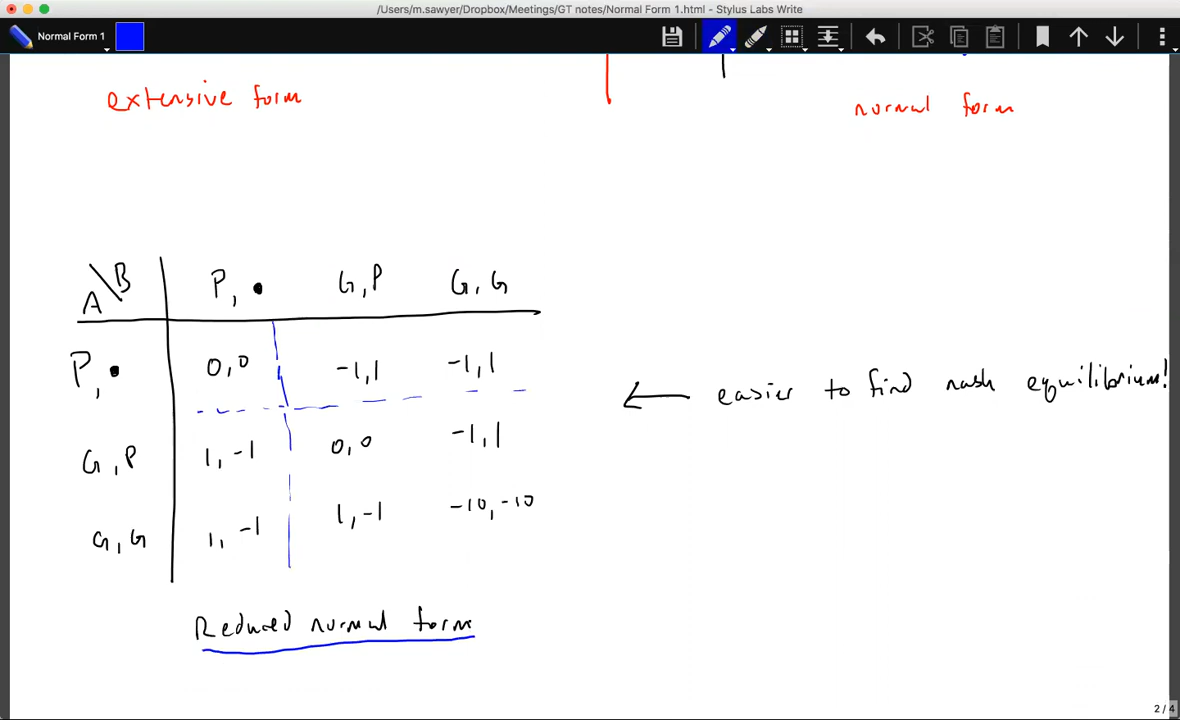 /Users/m.sawyer/Dropbox/Meetings/GT notes/Normal Form 1.html - Stylus Labs Write
Normal Form 1
extensive form
normal form
A\B P, • G, P G, G
P, • 0, 0 -1, 1 -1, 1
← easier to find nash equilibrium!
G, P 1, -1 0, 0 -1, 1
G, G 1, -1 1, -1 -10, -10
Reduced normal form
2 / 4